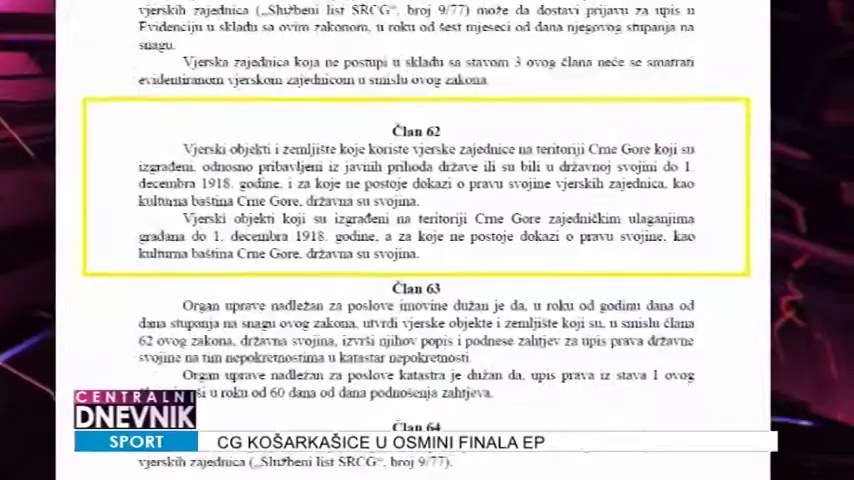 vjerskih zajednica („Službeni list SRCG“, broj 9/77) može da dostavi prijavu za upis u
Evidenciju u skladu sa ovim zakonom, u roku od šest mjeseci od dana njegovog stupanja na
snagu.
Vjerska zajednica koja ne postupi u skladu sa stavom 3 ovog člana neće se smatrati
evidentiranom vjerskom zajednicom u smislu ovog zakona.
Član 62
Vjerski objekti i zemljište koje koriste vjerske zajednice na teritoriji Crne Gore koji su
izgrađeni, odnosno pribavljeni iz javnih prihoda države ili su bili u državnoj svojini do 1.
decembra 1918. godine, i za koje ne postoje dokazi o pravu svojine vjerskih zajednica, kao
kulturna baština Crne Gore, državna su svojina.
Vjerski objekti koji su izgrađeni na teritoriji Crne Gore zajedničkim ulaganjima
građana do 1. decembra 1918. godine, a za koje ne postoje dokazi o pravu svojine, kao
kulturna baština Crne Gore, državna su svojina.
Član 63
Organ uprave nadležan za poslove imovine dužan je da, u roku od godinu dana od
dana stupanja na snagu ovog zakona, utvrdi vjerske objekte i zemljište koji su, u smislu člana
62 ovog zakona, državna svojina, izvrši njihov popis i podnese zahtjev za upis prava državne
svojine na tim nepokretnostima u katastar nepokretnosti.
Organ uprave nadležan za poslove katastra je dužan da, upis prava iz stava 1 ovog
u roku od 60 dana od dana podnošenja zahtjeva.
Član 64
CENTRALNI
DNEVNIK
SPORT CG KOŠARKAŠICE U OSMINI FINALA EP
vjerskih zajednica („Službeni list SRCG“, broj 9/77).